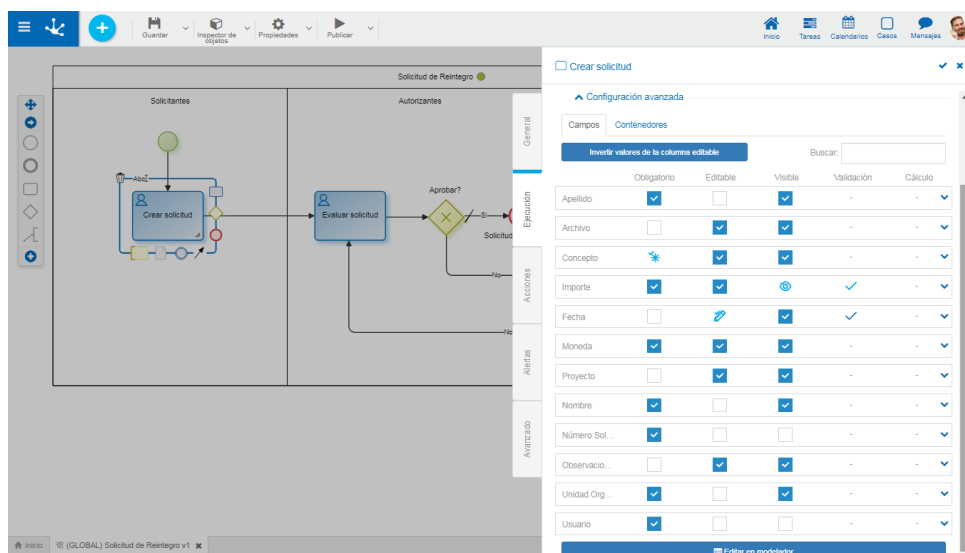 Guardar
Inspector de objetos
Propiedades
Publicar
Inicio
Tareas
Calendarios
Casos
Mensajes
Solicitud de Reintegro
Solicitantes
Autorizantes
Abc
Crear solicitud
Evaluar solicitud
Aprobar?
Si
Solicitud
No
No
General
Ejecución
Acciones
Alertas
Avanzado
Crear solicitud
Configuración avanzada
Campos Contenedores
Invertir valores de la columna editable Buscar:
Obligatorio Editable Visible Validación Cálculo
Apellido - -
Archivo - -
Concepto - -
Importe -
Fecha -
Moneda - -
Proyecto - -
Nombre - -
Número Sol... - -
Observacio... - -
Unidad Org... - -
Usuario - -
Editar en modelador
Inicio
(GLOBAL) Solicitud de Reintegro v1